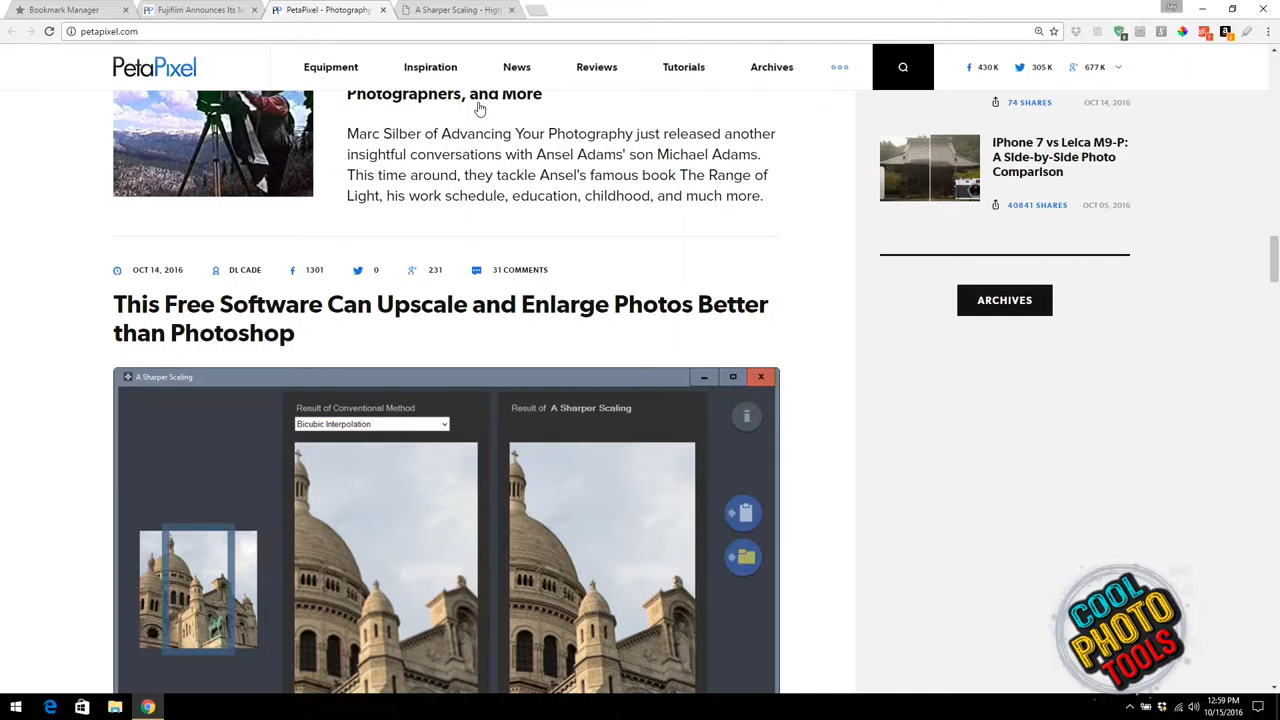 Bookmark Manager
Fujifilm Announces Its M
PetaPixel - Photography
A Sharper Scaling - High
petapixel.com
PetaPixel
Equipment
Inspiration
News
Reviews
Tutorials
Archives
430 K
305 K
677 K
Photographers, and More
Marc Silber of Advancing Your Photography just released another
insightful conversations with Ansel Adams' son Michael Adams.
This time around, they tackle Ansel's famous book The Range of
Light, his work schedule, education, childhood, and much more.
74 SHARES
OCT 14, 2016
iPhone 7 vs Leica M9-P:
A Side-by-Side Photo
Comparison
40841 SHARES
OCT 05, 2016
ARCHIVES
OCT 14, 2016
DL CADE
1301
0
231
31 COMMENTS
This Free Software Can Upscale and Enlarge Photos Better
than Photoshop
A Sharper Scaling
Result of Conventional Method
Bicubic Interpolation
Result of A Sharper Scaling
COOL
PHOTO
TOOLS
12:59 PM
10/15/2016